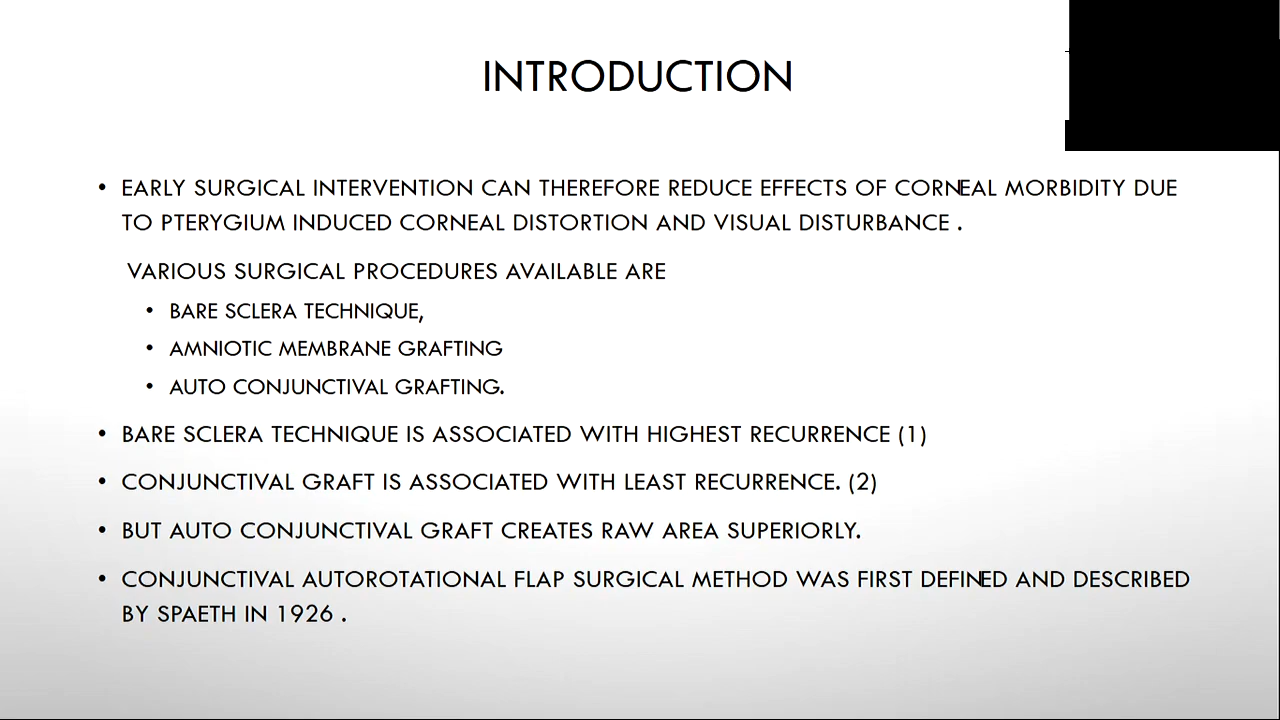 INTRODUCTION
• EARLY SURGICAL INTERVENTION CAN THEREFORE REDUCE EFFECTS OF CORNEAL MORBIDITY DUE
TO PTERYGIUM INDUCED CORNEAL DISTORTION AND VISUAL DISTURBANCE .
VARIOUS SURGICAL PROCEDURES AVAILABLE ARE
• BARE SCLERA TECHNIQUE,
• AMNIOTIC MEMBRANE GRAFTING
• AUTO CONJUNCTIVAL GRAFTING.
• BARE SCLERA TECHNIQUE IS ASSOCIATED WITH HIGHEST RECURRENCE (1)
• CONJUNCTIVAL GRAFT IS ASSOCIATED WITH LEAST RECURRENCE. (2)
• BUT AUTO CONJUNCTIVAL GRAFT CREATES RAW AREA SUPERIORLY.
• CONJUNCTIVAL AUTOROTATIONAL FLAP SURGICAL METHOD WAS FIRST DEFINED AND DESCRIBED
BY SPAETH IN 1926 .